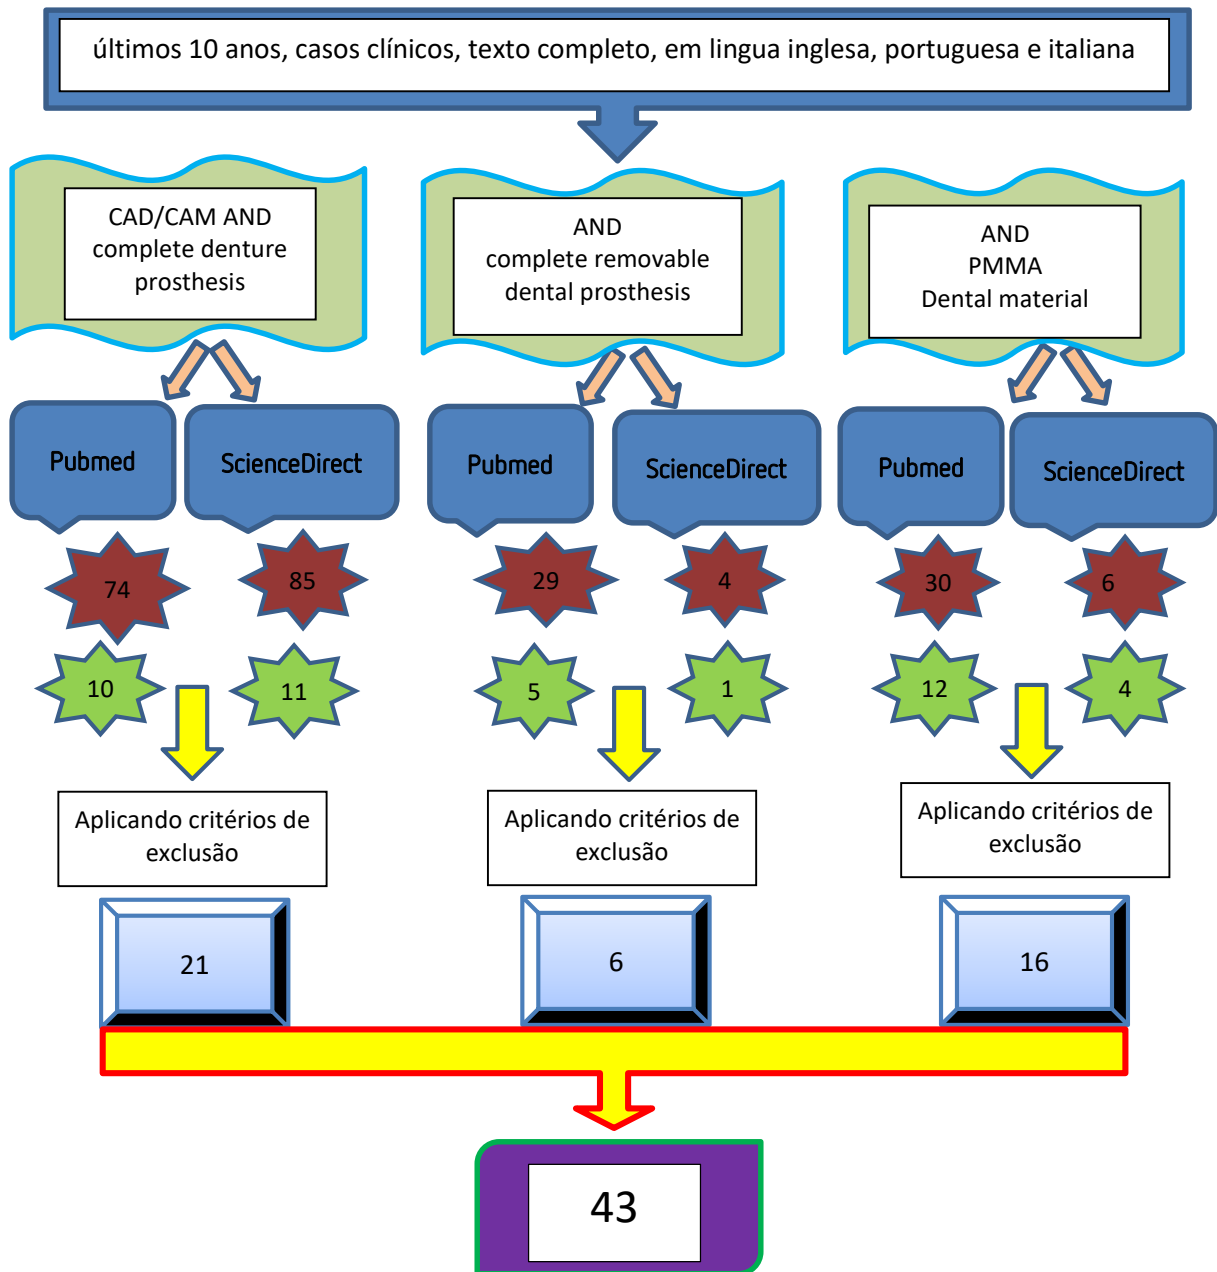 últimos 10 anos, casos clínicos, texto completo, em lingua inglesa, portuguesa e italiana
CAD/CAM AND
complete denture
prosthesis
AND
complete removable
dental prosthesis
AND
PMMA
Dental material
Pubmed
ScienceDirect
Pubmed
ScienceDirect
Pubmed
ScienceDirect
74
85
29
4
30
6
10
11
5
1
12
4
Aplicando critérios de
exclusão
Aplicando critérios de
exclusão
Aplicando critérios de
exclusão
21
6
16
43